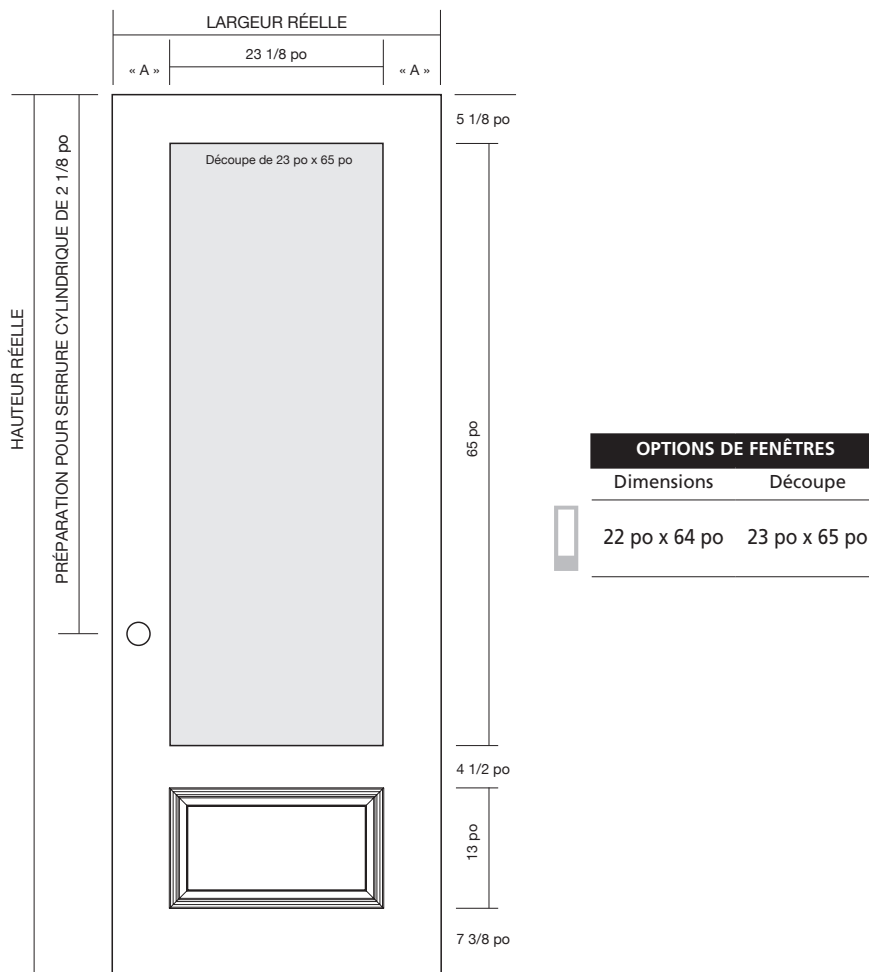 LARGEUR RÉELLE
23 1/8 po
« A »
« A »
5 1/8 po
Découpe de 23 po x 65 po
HAUTEUR RÉELLE
PRÉPARATION POUR SERRURE CYLINDRIQUE DE 2 1/8 po
65 po
OPTIONS DE FENÊTRES
Dimensions Découpe
22 po x 64 po 23 po x 65 po
4 1/2 po
13 po
7 3/8 po